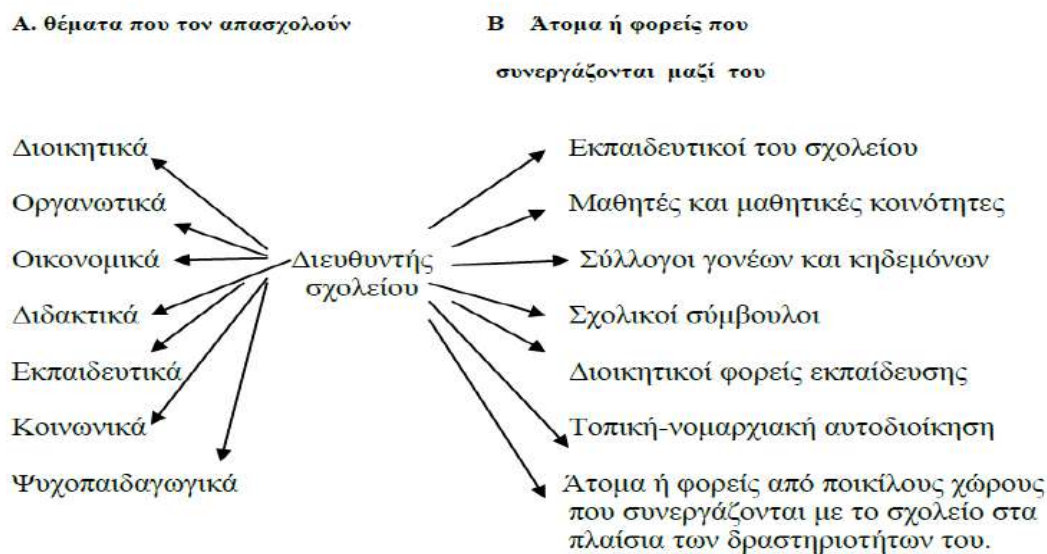 Α. θέματα που τον απασχολούν
Β Άτομα ή φορείς που
συνεργάζονται μαζί του
Διοικητικά
Οργανωτικά
Οικονομικά
Διδακτικά
Εκπαιδευτικά
Κοινωνικά
Ψυχοπαιδαγωγικά
Διευθυντής
σχολείου
Εκπαιδευτικοί του σχολείου
Μαθητές και μαθητικές κοινότητες
Σύλλογοι γονέων και κηδεμόνων
Σχολικοί σύμβουλοι
Διοικητικοί φορείς εκπαίδευσης
Τοπική-νομαρχιακή αυτοδιοίκηση
Άτομα ή φορείς από ποικίλους χώρους
που συνεργάζονται με το σχολείο στα
πλαίσια των δραστηριοτήτων του.